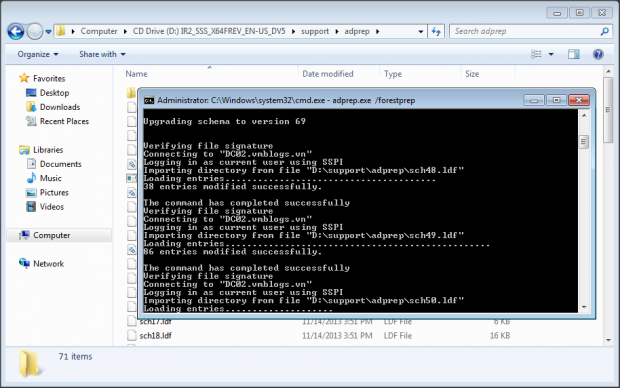 Computer ▸ CD Drive (D:) IR2_SSS_X64FREV_EN-US_DV5 ▸ support ▸ adprep ▸
Search adprep
Organize ▾ Share with ▾
Favorites
Desktop
Downloads
Recent Places
Libraries
Documents
Music
Pictures
Videos
Computer
Network
Name Date modified Type Size
Administrator: C:\Windows\system32\cmd.exe - adprep.exe /forestprep
Upgrading schema to version 69
Verifying file signature
Connecting to "DC02.vmblogs.vn"
Logging in as current user using SSPI
Importing directory from file "D:\support\adprep\sch48.ldf"
Loading entries.......................................
38 entries modified successfully.
The command has completed successfully
Verifying file signature
Connecting to "DC02.vmblogs.vn"
Logging in as current user using SSPI
Importing directory from file "D:\support\adprep\sch49.ldf"
Loading entries.................................................
86 entries modified successfully.
The command has completed successfully
Verifying file signature
Connecting to "DC02.vmblogs.vn"
Logging in as current user using SSPI
Importing directory from file "D:\support\adprep\sch50.ldf"
Loading entries....................
sch17.ldf 11/14/2013 3:51 PM LDF File 6 KB
sch18.ldf 11/14/2013 3:51 PM LDF File 16 KB
71 items